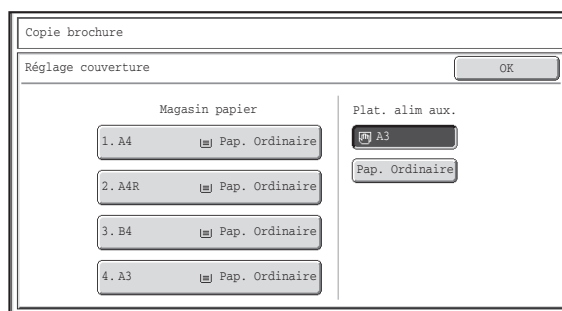 Copie brochure
Réglage couverture
OK
Magasin papier
1. A4 Pap. Ordinaire
2. A4R Pap. Ordinaire
3. B4 Pap. Ordinaire
4. A3 Pap. Ordinaire
Plat. alim aux.
A3
Pap. Ordinaire